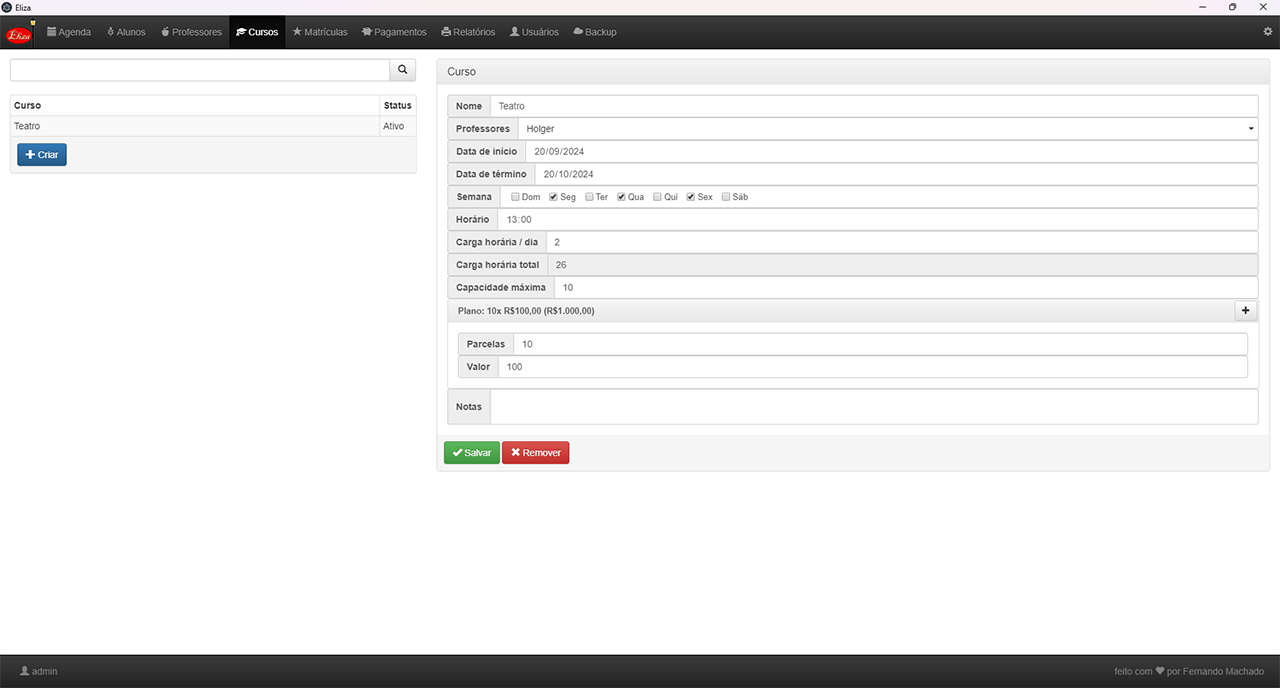 Eliza
Eliza Agenda Alunos Professores Cursos Matrículas Pagamentos Relatórios Usuários Backup
Curso Status
Teatro Ativo
Criar
Curso
Nome Teatro
Professores Holger
Data de início 20/09/2024
Data de término 20/10/2024
Semana Dom Seg Ter Qua Qui Sex Sáb
Horário 13:00
Carga horária / dia 2
Carga horária total 26
Capacidade máxima 10
Plano: 10x R$100,00 (R$1.000,00)
Parcelas 10
Valor 100
Notas
Salvar Remover
admin
feito com ❤ por Fernando Machado